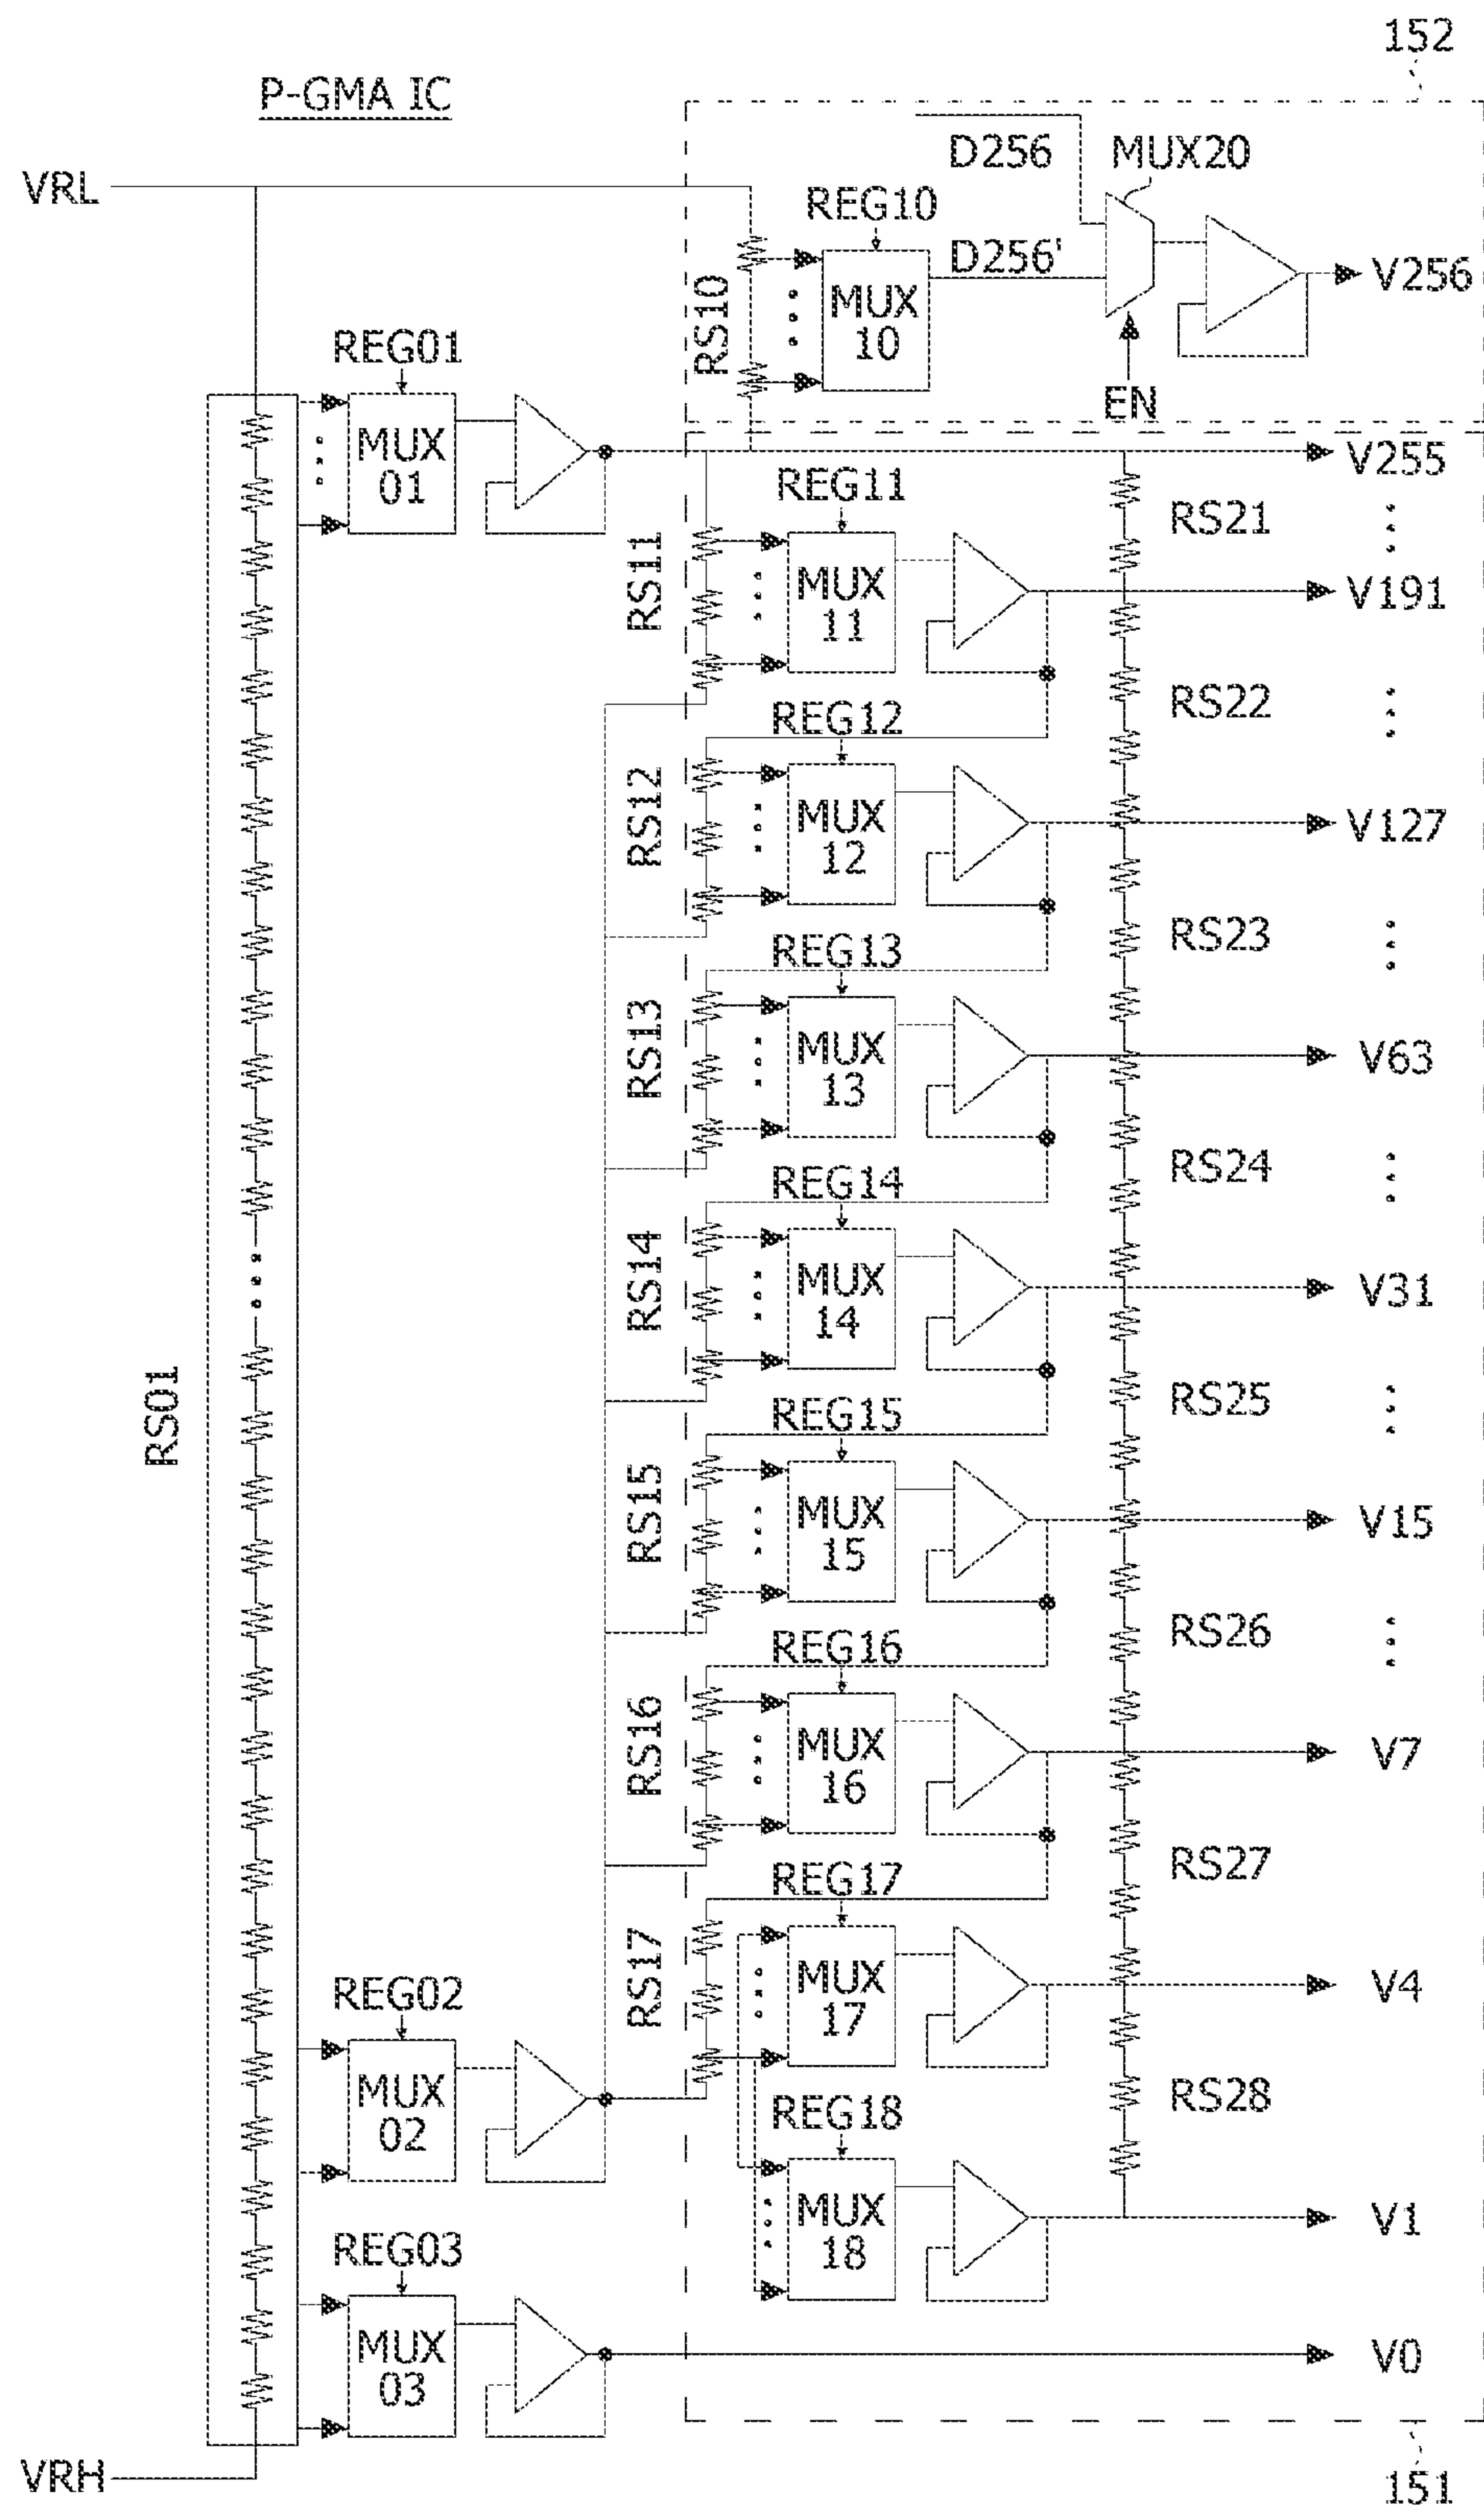 152
P-GMA IC
VRL
D256
MUX20
REG10
D256'
V256
RS10
MUX
10
EN
REG01
MUX
01
V255
REG11
RS21
RS11
MUX
11
V191
RS22
REG12
RS12
MUX
12
V127
RS23
REG13
RS13
MUX
13
V63
RS24
REG14
RS14
MUX
14
V31
RS01
RS25
REG15
RS15
MUX
15
V15
RS26
REG16
RS16
MUX
16
V7
RS27
REG17
RS17
MUX
17
V4
REG02
MUX
02
RS28
REG18
MUX
18
V1
REG03
MUX
03
V0
VRH
151